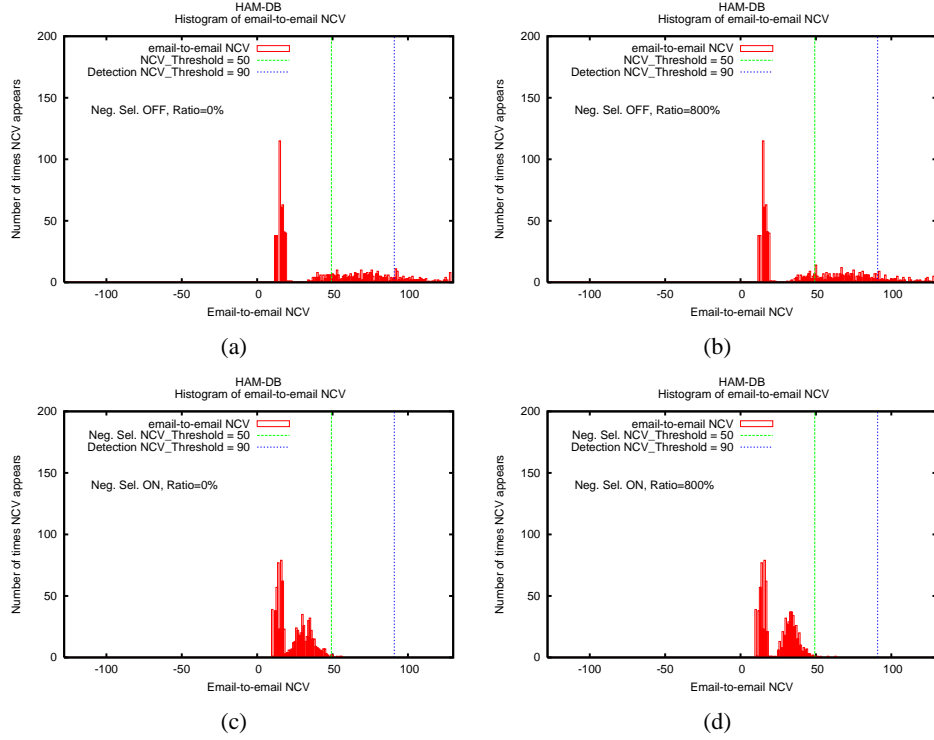 HAM-DB
Histogram of email-to-email NCV
200
150
100
50
0
Number of times NCV appears
email-to-email NCV
NCV_Threshold = 50
Detection NCV_Threshold = 90
Neg. Sel. OFF, Ratio=0%
-100 -50 0 50 100
Email-to-email NCV
(a)
HAM-DB
Histogram of email-to-email NCV
200
150
100
50
0
Number of times NCV appears
email-to-email NCV
NCV_Threshold = 50
Detection NCV_Threshold = 90
Neg. Sel. OFF, Ratio=800%
-100 -50 0 50 100
Email-to-email NCV
(b)
HAM-DB
Histogram of email-to-email NCV
200
150
100
50
0
Number of times NCV appears
email-to-email NCV
Neg. Sel. NCV_Threshold = 50
Detection NCV_Threshold = 90
Neg. Sel. ON, Ratio=0%
-100 -50 0 50 100
Email-to-email NCV
(c)
HAM-DB
Histogram of email-to-email NCV
200
150
100
50
0
Number of times NCV appears
email-to-email NCV
Neg. Sel. NCV_Threshold = 50
Detection NCV_Threshold = 90
Neg. Sel. ON, Ratio=800%
-100 -50 0 50 100
Email-to-email NCV
(d)